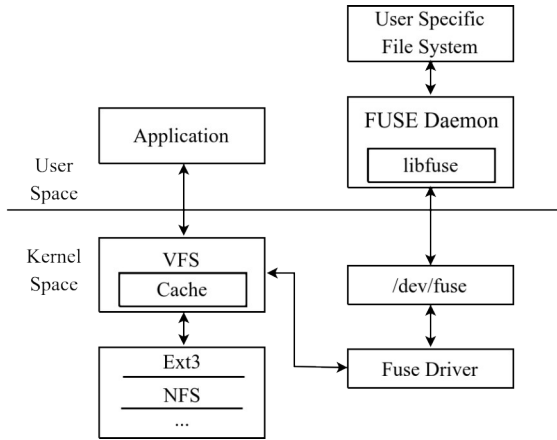 User Specific
File System
FUSE Daemon
libfuse
Application
User
Space
Kernel
Space
VFS
Cache
/dev/fuse
Ext3
NFS
...
Fuse Driver